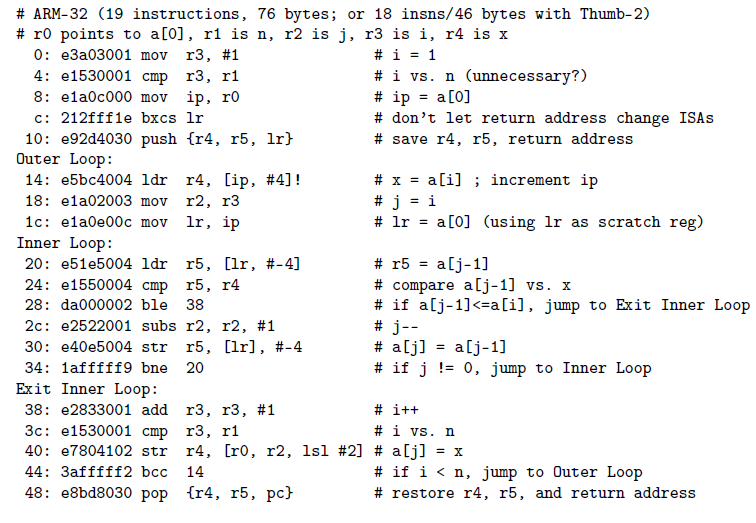 # ARM-32 (19 instructions, 76 bytes; or 18 insns/46 bytes with Thumb-2)
# r0 points to a[0], r1 is n, r2 is j, r3 is i, r4 is x
0: e3a03001 mov r3, #1 # i = 1
4: e1530001 cmp r3, r1 # i vs. n (unnecessary?)
8: e1a0c000 mov ip, r0 # ip = a[0]
c: 212fff1e bxcs lr # don't let return address change ISAs
10: e92d4030 push {r4, r5, lr} # save r4, r5, return address
Outer Loop:
14: e5bc4004 ldr r4, [ip, #4]! # x = a[i] ; increment ip
18: e1a02003 mov r2, r3 # j = i
1c: e1a0e00c mov lr, ip # lr = a[0] (using lr as scratch reg)
Inner Loop:
20: e51e5004 ldr r5, [lr, #-4] # r5 = a[j-1]
24: e1550004 cmp r5, r4 # compare a[j-1] vs. x
28: da000002 ble 38 # if a[j-1]<=a[i], jump to Exit Inner Loop
2c: e2522001 subs r2, r2, #1 # j--
30: e40e5004 str r5, [lr], #-4 # a[j] = a[j-1]
34: 1afffff9 bne 20 # if j != 0, jump to Inner Loop
Exit Inner Loop:
38: e2833001 add r3, r3, #1 # i++
3c: e1530001 cmp r3, r1 # i vs. n
40: e7804102 str r4, [r0, r2, lsl #2] # a[j] = x
44: 3afffff2 bcc 14 # if i < n, jump to Outer Loop
48: e8bd8030 pop {r4, r5, pc} # restore r4, r5, and return address